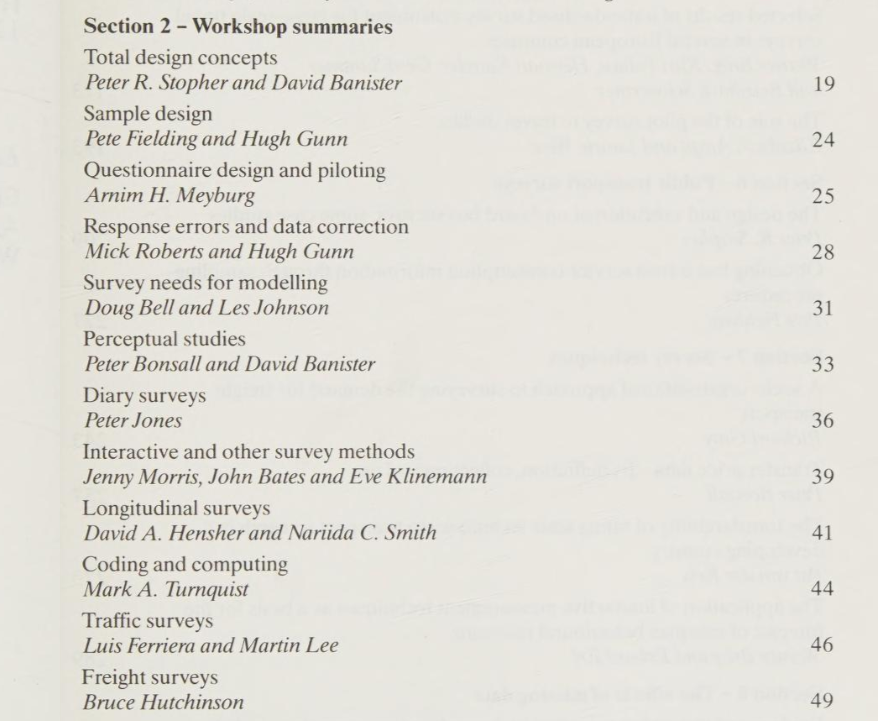 Section 2 – Workshop summaries
Total design concepts
Peter R. Stopher and David Banister 19
Sample design
Pete Fielding and Hugh Gunn 24
Questionnaire design and piloting
Arnim H. Meyburg 25
Response errors and data correction
Mick Roberts and Hugh Gunn 28
Survey needs for modelling
Doug Bell and Les Johnson 31
Perceptual studies
Peter Bonsall and David Banister 33
Diary surveys
Peter Jones 36
Interactive and other survey methods
Jenny Morris, John Bates and Eve Klinemann 39
Longitudinal surveys
David A. Hensher and Nariida C. Smith 41
Coding and computing
Mark A. Turnquist 44
Traffic surveys
Luis Ferriera and Martin Lee 46
Freight surveys
Bruce Hutchinson 49